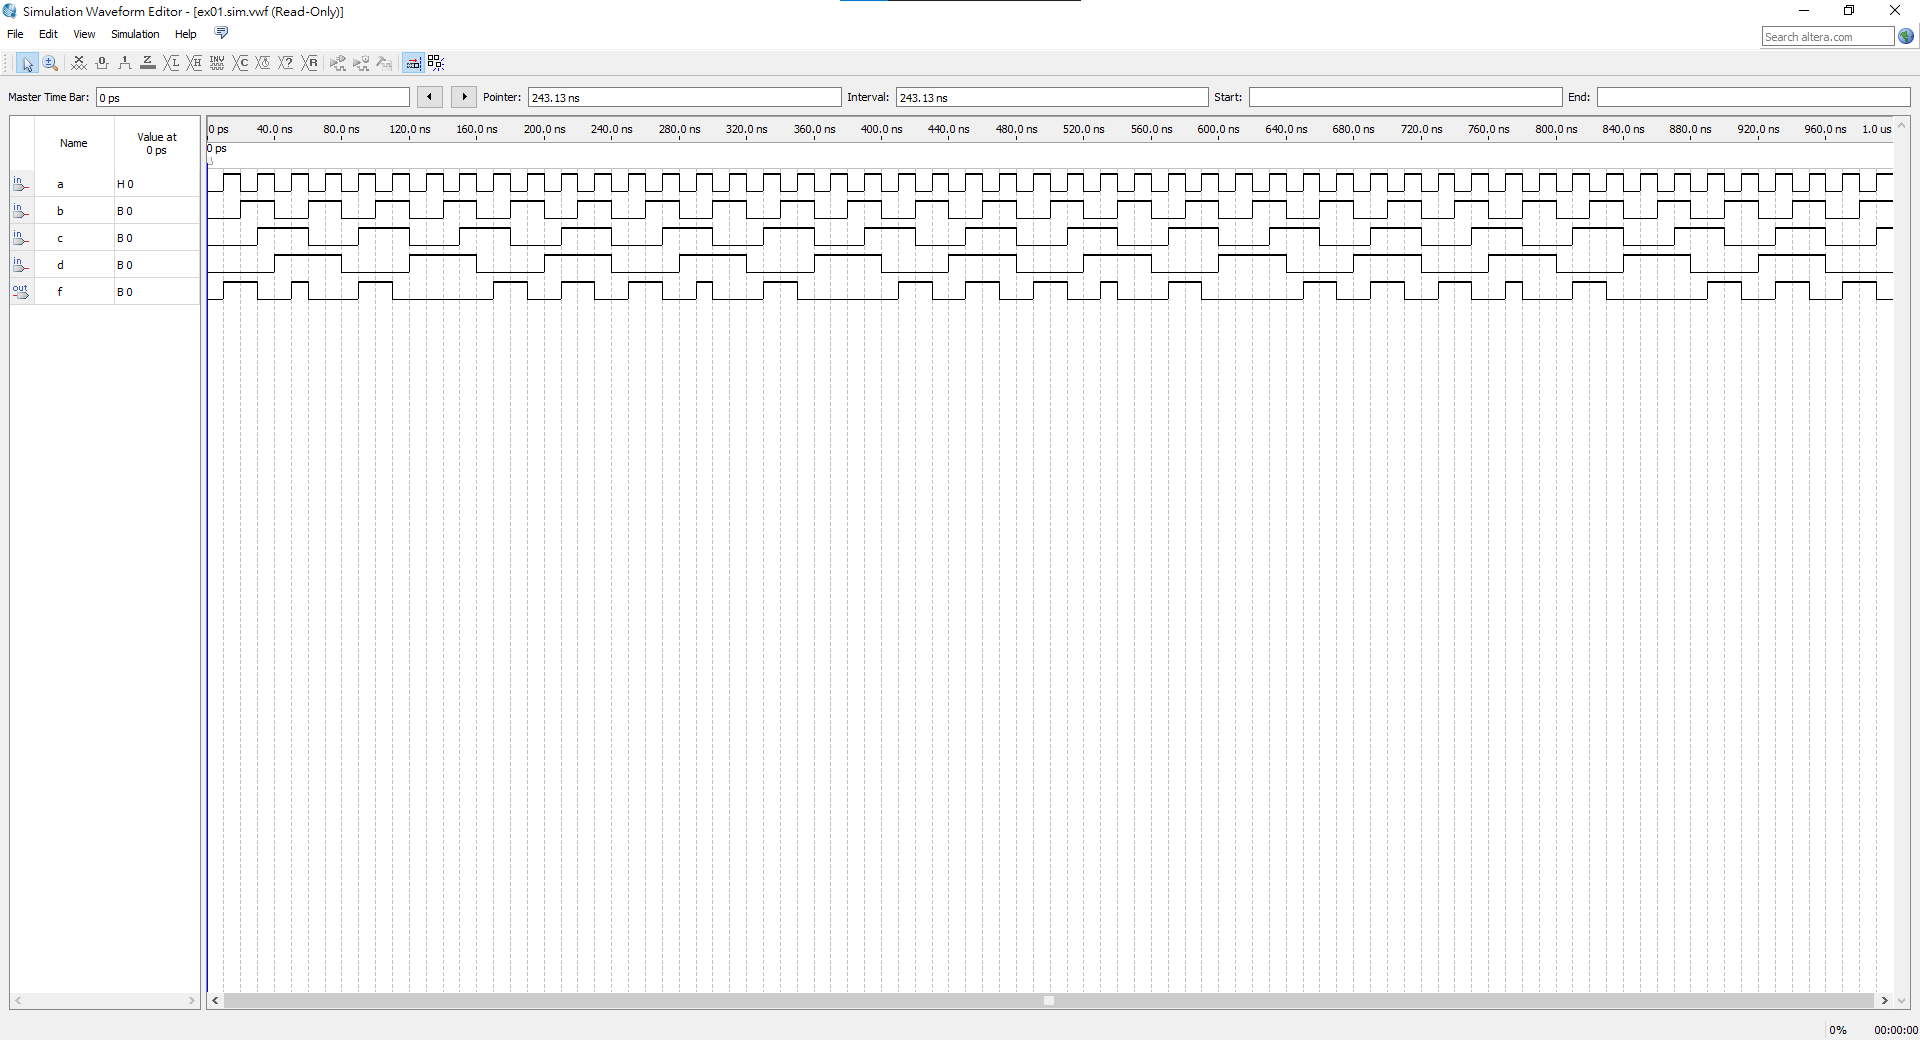 Simulation Waveform Editor - [ex01.sim.vwf (Read-Only)]
File Edit View Simulation Help
Search altera.com
Master Time Bar: 0 ps Pointer: 243.13 ns Interval: 243.13 ns Start: End:
Name Value at 0 ps
0 ps 40.0 ns 80.0 ns 120.0 ns 160.0 ns 200.0 ns 240.0 ns 280.0 ns 320.0 ns 360.0 ns 400.0 ns 440.0 ns 480.0 ns 520.0 ns 560.0 ns 600.0 ns 640.0 ns 680.0 ns 720.0 ns 760.0 ns 800.0 ns 840.0 ns 880.0 ns 920.0 ns 960.0 ns 1.0 us
0 ps
in a H 0
in b B 0
in c B 0
in d B 0
out f B 0
0% 00:00:00